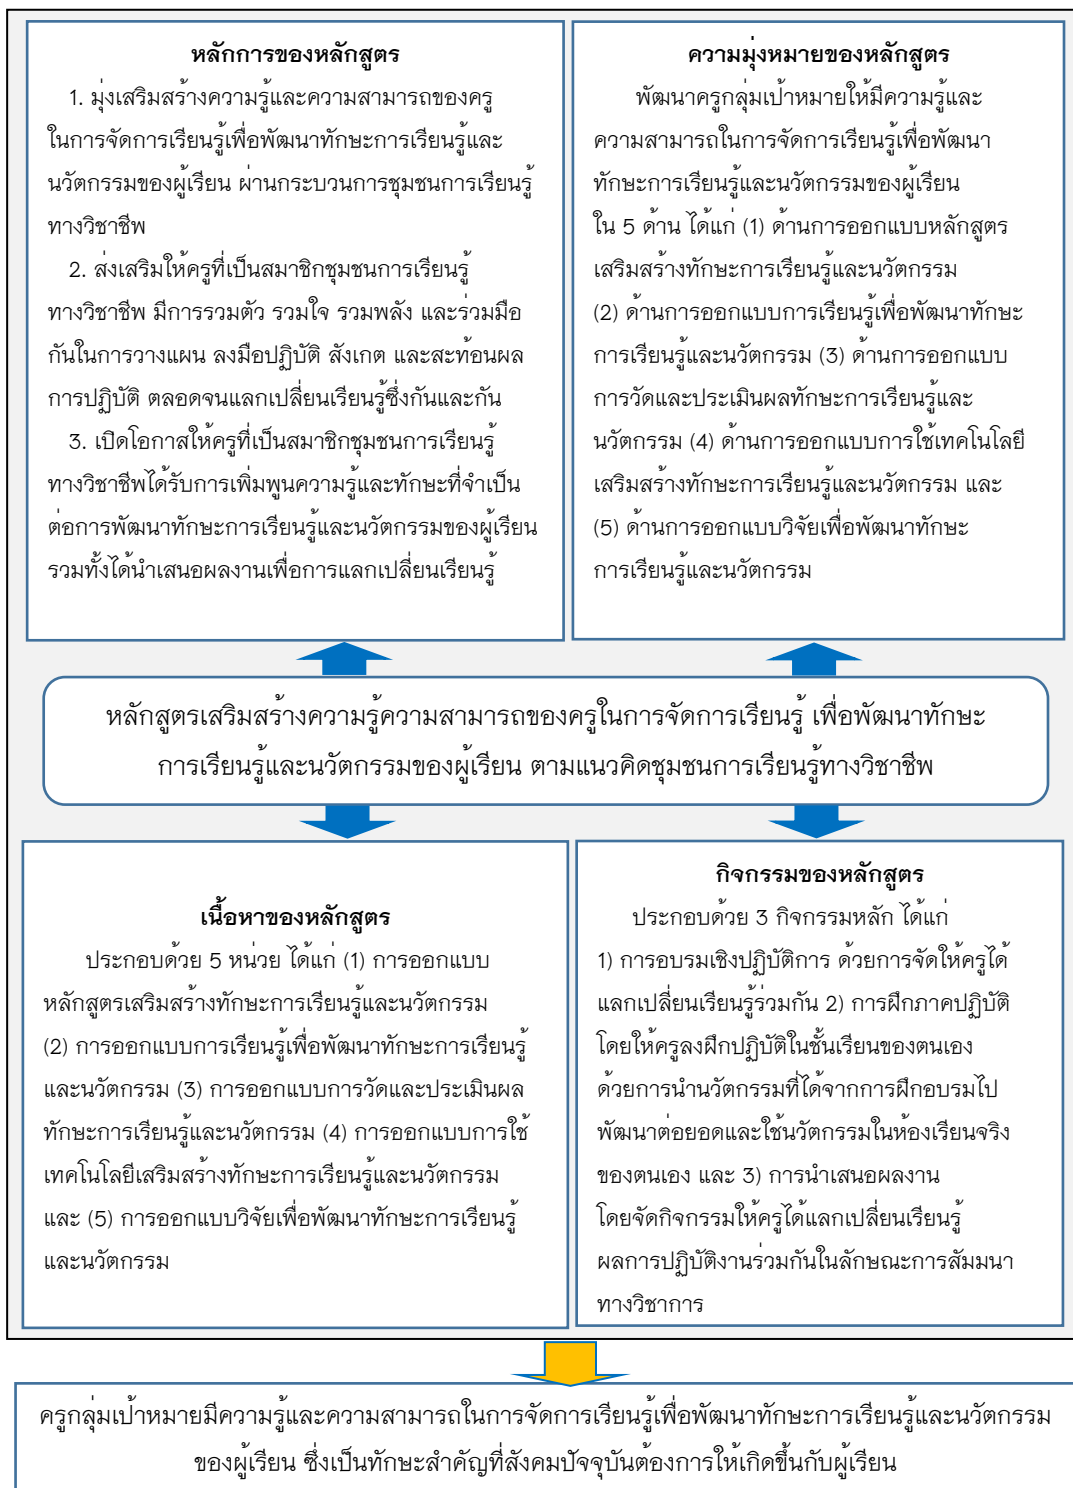 หลักการของหลักสูตร
1. มุ่งเสริมสร้างความรู้และความสามารถของครู
ในการจัดการเรียนรู้เพื่อพัฒนาทักษะการเรียนรู้และ
นวัตกรรมของผู้เรียน ผ่านกระบวนการชุมชนการเรียนรู้
ทางวิชาชีพ
2. ส่งเสริมให้ครูที่เป็นสมาชิกชุมชนการเรียนรู้
ทางวิชาชีพ มีการรวมตัว รวมใจ รวมพลัง และร่วมมือ
กันในการวางแผน ลงมือปฏิบัติ สังเกต และสะท้อนผล
การปฏิบัติ ตลอดจนแลกเปลี่ยนเรียนรู้ซึ่งกันและกัน
3. เปิดโอกาสให้ครูที่เป็นสมาชิกชุมชนการเรียนรู้
ทางวิชาชีพได้รับการเพิ่มพูนความรู้และทักษะที่จำเป็น
ต่อการพัฒนาทักษะการเรียนรู้และนวัตกรรมของผู้เรียน
รวมทั้งได้นำเสนอผลงานเพื่อการแลกเปลี่ยนเรียนรู้
ความมุ่งหมายของหลักสูตร
พัฒนาครูกลุ่มเป้าหมายให้มีความรู้และ
ความสามารถในการจัดการเรียนรู้เพื่อพัฒนา
ทักษะการเรียนรู้และนวัตกรรมของผู้เรียน
ใน 5 ด้าน ได้แก่ (1) ด้านการออกแบบหลักสูตร
เสริมสร้างทักษะการเรียนรู้และนวัตกรรม
(2) ด้านการออกแบบการเรียนรู้เพื่อพัฒนาทักษะ
การเรียนรู้และนวัตกรรม (3) ด้านการออกแบบ
การวัดและประเมินผลทักษะการเรียนรู้และ
นวัตกรรม (4) ด้านการออกแบบการใช้เทคโนโลยี
เสริมสร้างทักษะการเรียนรู้และนวัตกรรม และ
(5) ด้านการออกแบบวิจัยเพื่อพัฒนาทักษะ
การเรียนรู้และนวัตกรรม
หลักสูตรเสริมสร้างความรู้ความสามารถของครูในการจัดการเรียนรู้ เพื่อพัฒนาทักษะ
การเรียนรู้และนวัตกรรมของผู้เรียน ตามแนวคิดชุมชนการเรียนรู้ทางวิชาชีพ
เนื้อหาของหลักสูตร
ประกอบด้วย 5 หน่วย ได้แก่ (1) การออกแบบ
หลักสูตรเสริมสร้างทักษะการเรียนรู้และนวัตกรรม
(2) การออกแบบการเรียนรู้เพื่อพัฒนาทักษะการเรียนรู้
และนวัตกรรม (3) การออกแบบการวัดและประเมินผล
ทักษะการเรียนรู้และนวัตกรรม (4) การออกแบบการใช้
เทคโนโลยีเสริมสร้างทักษะการเรียนรู้และนวัตกรรม
และ (5) การออกแบบวิจัยเพื่อพัฒนาทักษะการเรียนรู้
และนวัตกรรม
กิจกรรมของหลักสูตร
ประกอบด้วย 3 กิจกรรมหลัก ได้แก่
1) การอบรมเชิงปฏิบัติการ ด้วยการจัดให้ครูได้
แลกเปลี่ยนเรียนรู้ร่วมกัน 2) การฝึกภาคปฏิบัติ
โดยให้ครูลงฝึกปฏิบัติในชั้นเรียนของตนเอง
ด้วยการนำนวัตกรรมที่ได้จากการฝึกอบรมไป
พัฒนาต่อยอดและใช้นวัตกรรมในห้องเรียนจริง
ของตนเอง และ 3) การนำเสนอผลงาน
โดยจัดกิจกรรมให้ครูได้แลกเปลี่ยนเรียนรู้
ผลการปฏิบัติงานร่วมกันในลักษณะการสัมมนา
ทางวิชาการ
ครูกลุ่มเป้าหมายมีความรู้และความสามารถในการจัดการเรียนรู้เพื่อพัฒนาทักษะการเรียนรู้และนวัตกรรม
ของผู้เรียน ซึ่งเป็นทักษะสำคัญที่สังคมปัจจุบันต้องการให้เกิดขึ้นกับผู้เรียน